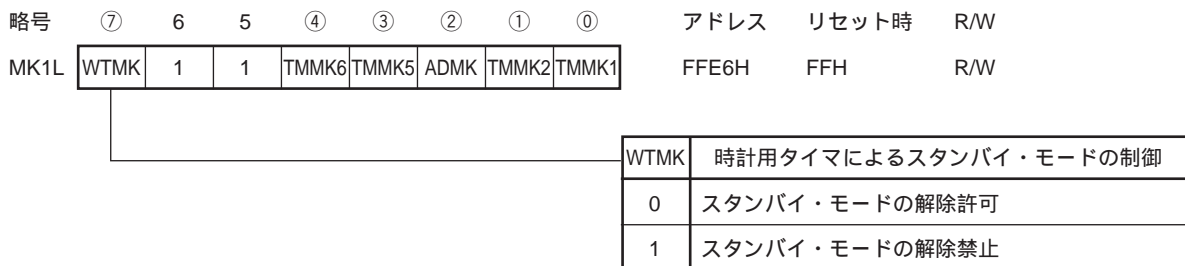 略号 ⑦ 6 5 ④ ③ ② ① ⓪ アドレス リセット時 R/W
MK1L WTMK 1 1 TMMK6 TMMK5 ADMK TMMK2 TMMK1 FFE6H FFH R/W
WTMK 時計用タイマによるスタンバイ・モードの制御
0 スタンバイ・モードの解除許可
1 スタンバイ・モードの解除禁止